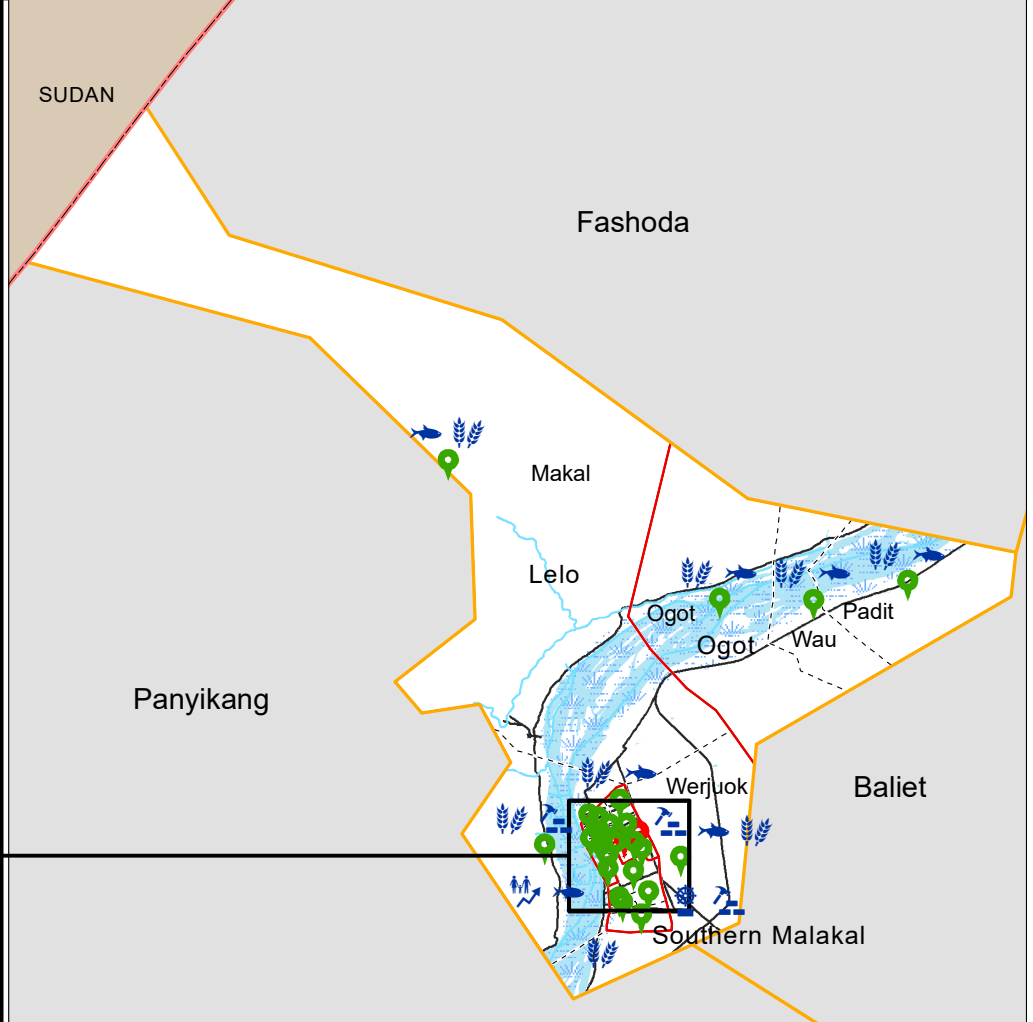 SUDAN
Fashoda
Makal
Lelo
Ogot
Padit
Ogot
Wau
Panyikang
Werjuok
Baliet
Southern Malakal